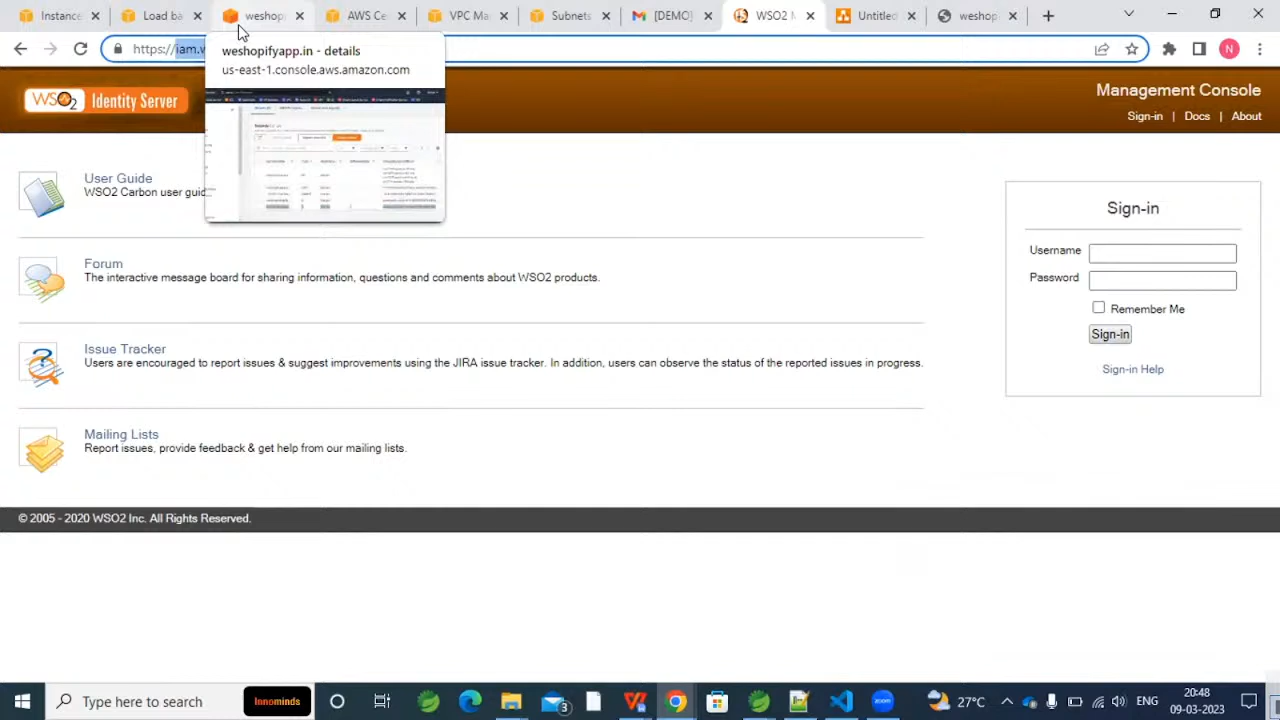 Instance
Load ba
weshop
AWS Ce
VPC Ma
Subnets
[DEMO]
WSO2 M
Untitled
weshop
https://iam.w
weshopifyapp.in - details
us-east-1.console.aws.amazon.com
WSO2 Identity Server
Management Console
Sign-in | Docs | About
User Guide
WSO2
user guid
Forum
The interactive message board for sharing information, questions and comments about WSO2 products.
Issue Tracker
Users are encouraged to report issues & suggest improvements using the JIRA issue tracker. In addition, users can observe the status of the reported issues in progress.
Mailing Lists
Report issues, provide feedback & get help from our mailing lists.
Sign-in
Username
Password
Remember Me
Sign-in
Sign-in Help
© 2005 - 2020 WSO2 Inc. All Rights Reserved.
Type here to search
Innominds
3
27°C
ENG
20:48
09-03-2023
N